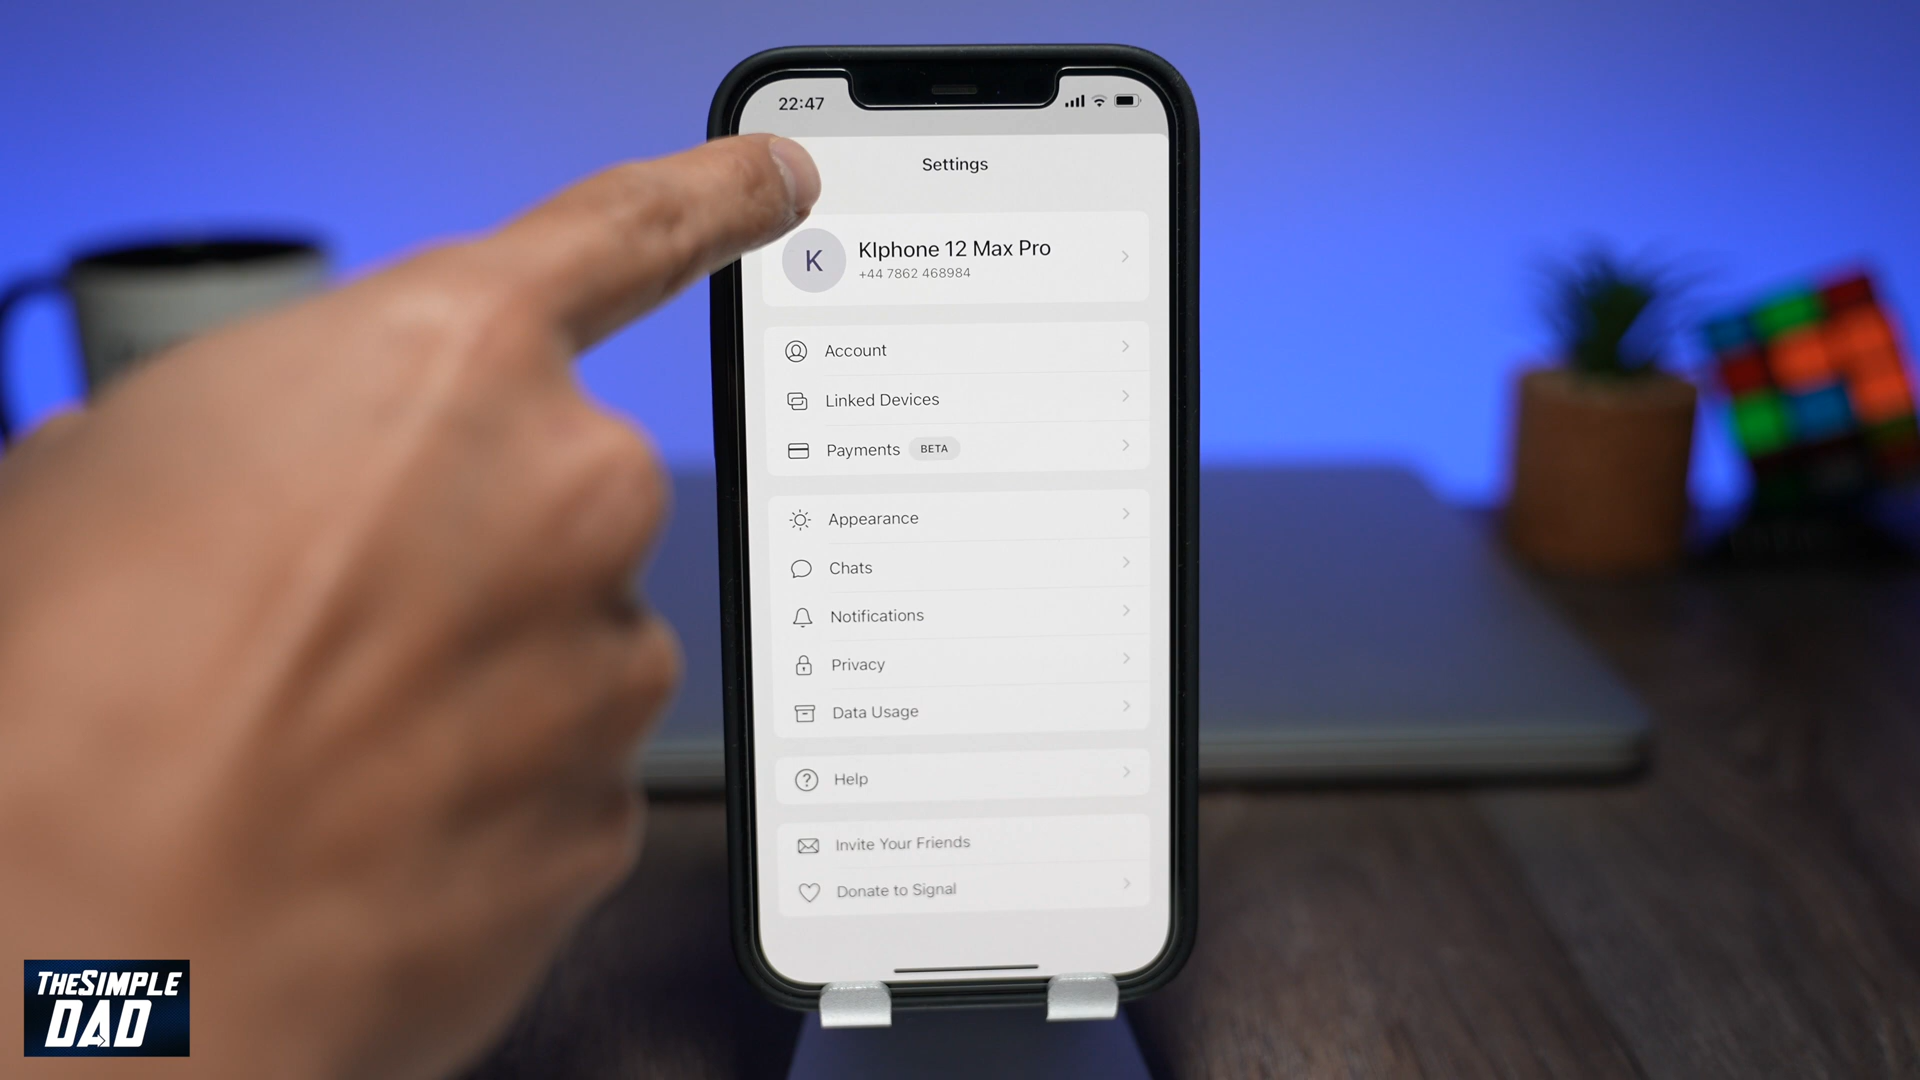 22:47
Settings
K
KIphone 12 Max Pro
+44 7862 468984
Account
Linked Devices
Payments BETA
Appearance
Chats
Notifications
Privacy
Data Usage
Help
Invite Your Friends
Donate to Signal
THESIMPLE
DAD